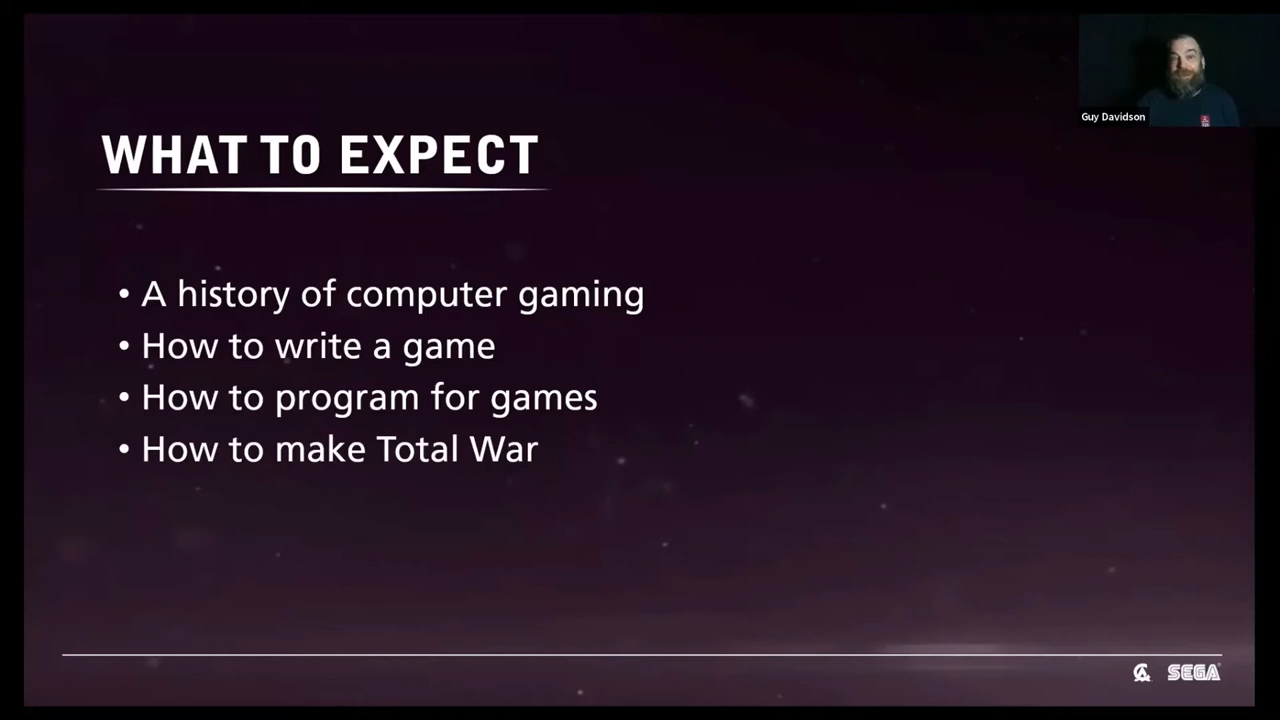 Guy Davidson
WHAT TO EXPECT
• A history of computer gaming
• How to write a game
• How to program for games
• How to make Total War
SEGA